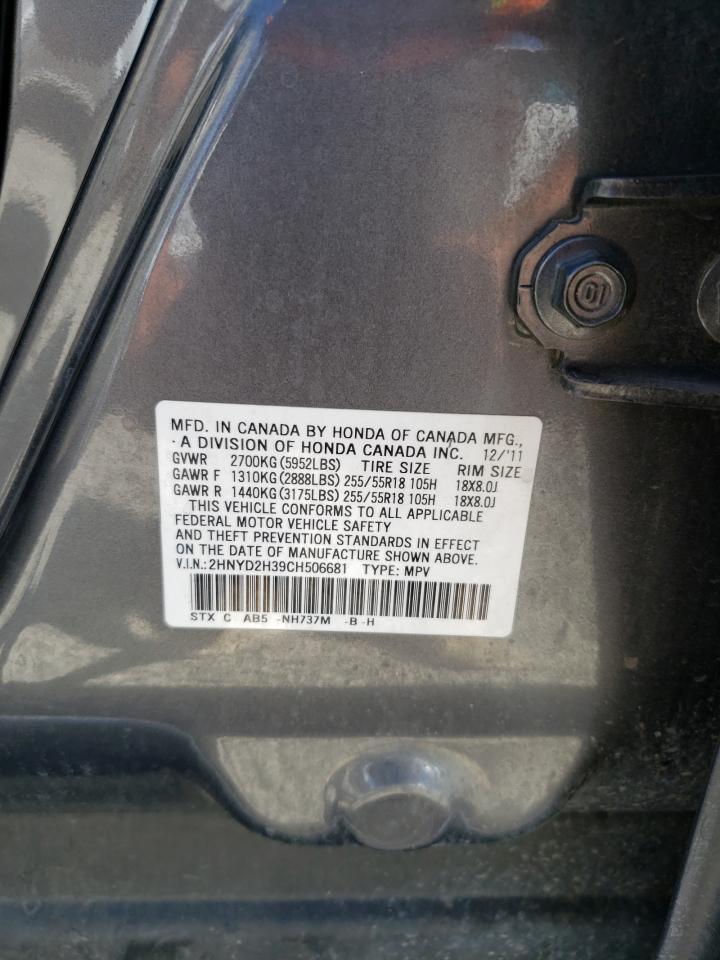 MFD. IN CANADA BY HONDA OF CANADA MFG.,
A DIVISION OF HONDA CANADA INC. 12/'11
GVWR 2700KG(5952LBS) TIRE SIZE RIM SIZE
GAWR F 1310KG(2888LBS) 255/55R18 105H 18X8.0J
GAWR R 1440KG(3175LBS) 255/55R18 105H 18X8.0J
THIS VEHICLE CONFORMS TO ALL APPLICABLE
FEDERAL MOTOR VEHICLE SAFETY
AND THEFT PREVENTION STANDARDS IN EFFECT
ON THE DATE OF MANUFACTURE SHOWN ABOVE.
V.I.N.: 2HNYD2H39CH506681 TYPE: MPV
STX C AB5 -NH737M -B -H